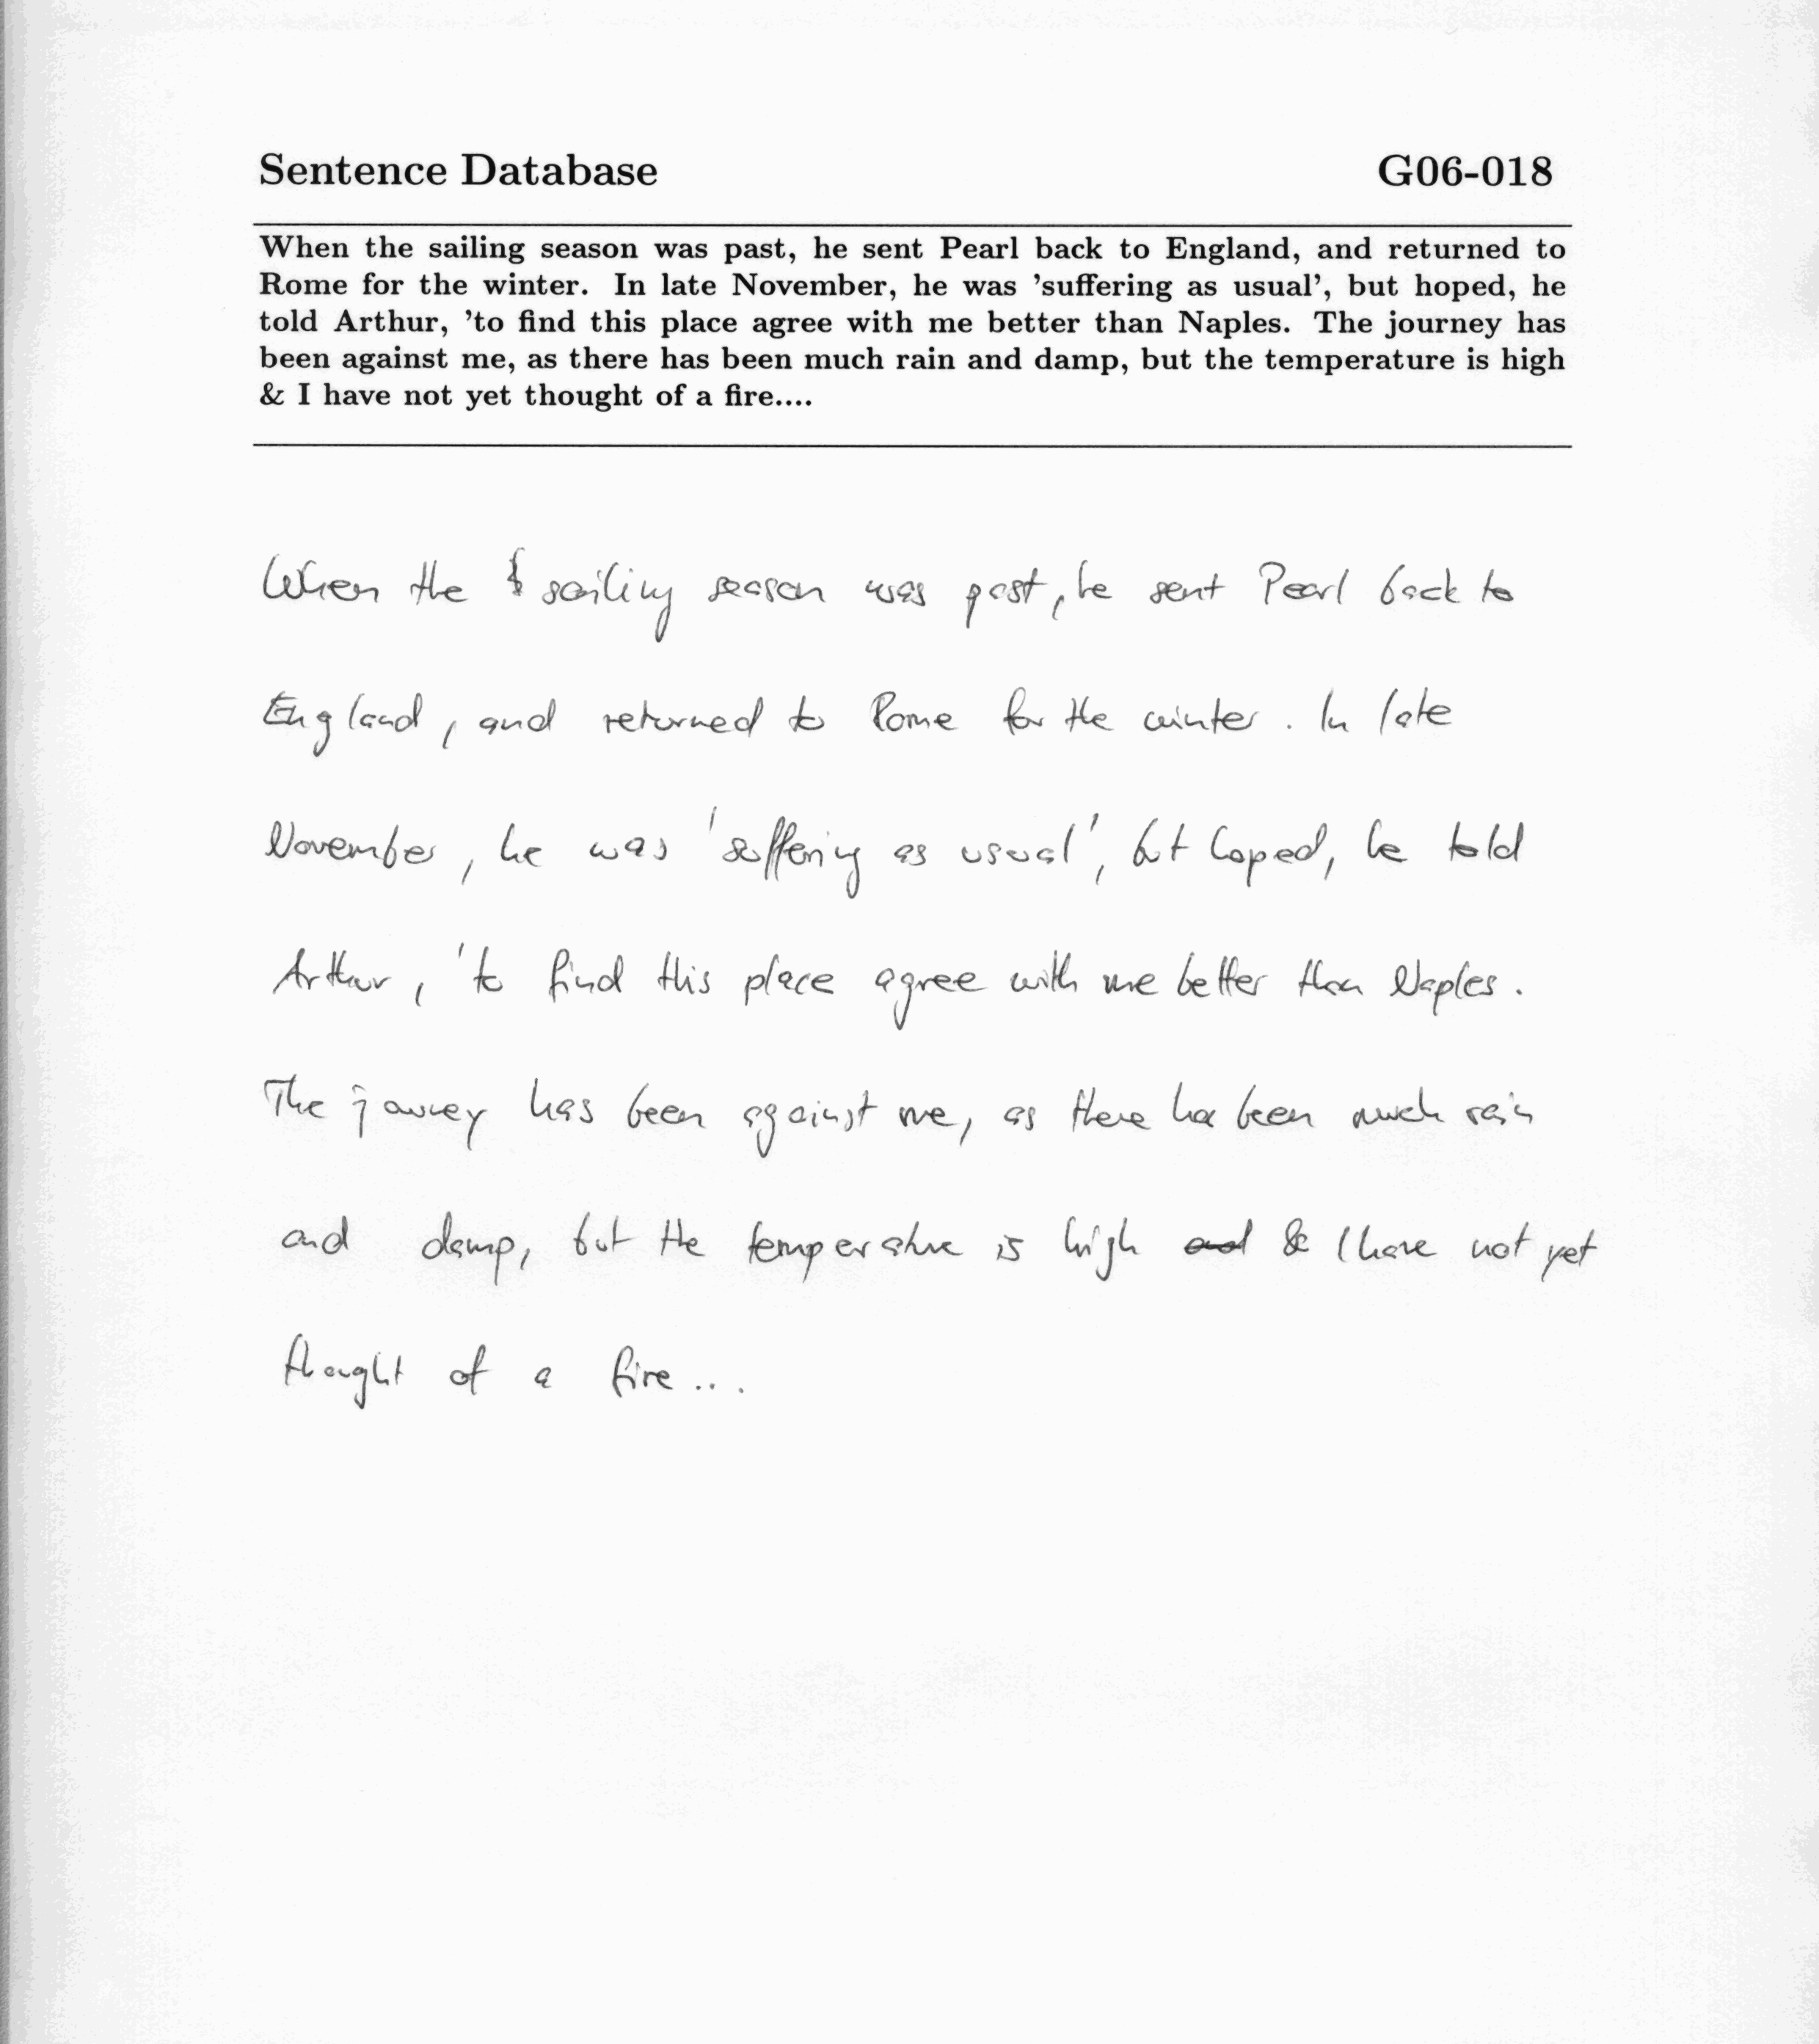 Sentence Database G06-018
When the sailing season was past, he sent Pearl back to England, and returned to
Rome for the winter. In late November, he was 'suffering as usual', but hoped, he
told Arthur, 'to find this place agree with me better than Naples. The journey has
been against me, as there has been much rain and damp, but the temperature is high
& I have not yet thought of a fire....
When the sailing season was past, he sent Pearl back to
England, and returned to Rome for the winter. In late
November, he was 'suffering as usual', but hoped, he told
Arthur, 'to find this place agree with me better than Naples.
The journey has been against me, as there has been much rain
and damp, but the temperature is high and & I have not yet
thought of a fire...